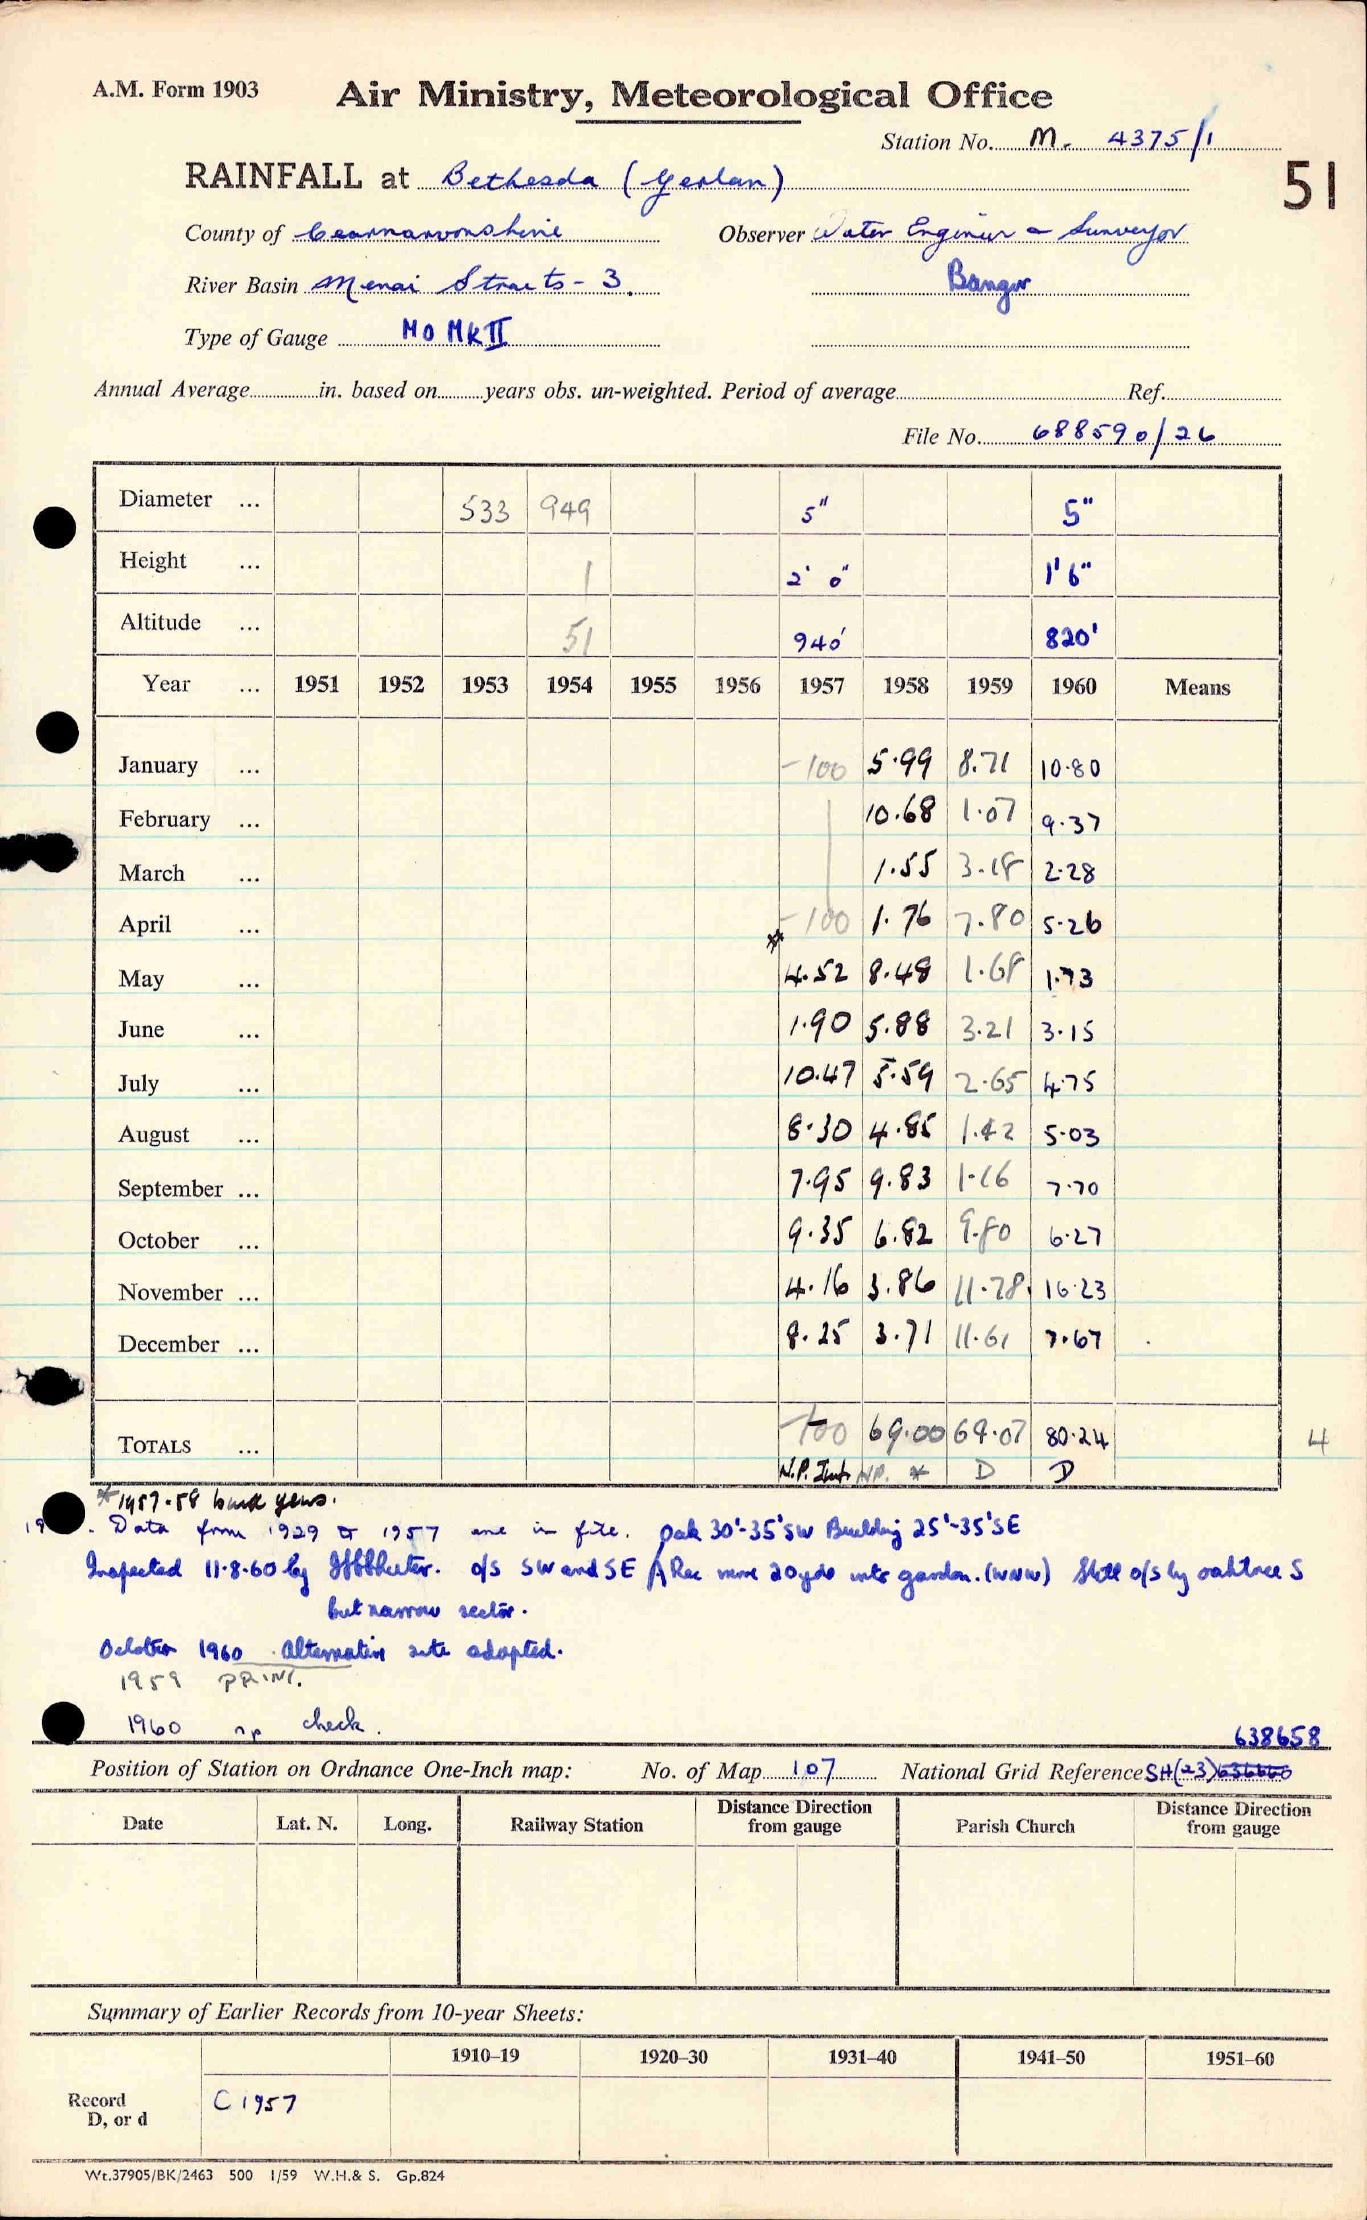 A.M. Form 1903 Air Ministry, Meteorological Office
Station No. M. 4375/1
RAINFALL at Bethesda (Gerlan) 51
County of Caernarvonshire Observer Water Engineer & Surveyor
River Basin Menai Straits - 3. Bangor
Type of Gauge MO MK II
Annual Average in. based on years obs. un-weighted. Period of average Ref.
File No. 688590/26
Diameter ... 533 949 5" 5"
Height ... 1 2' 0" 1'6"
Altitude ... 51 940' 820'
Year ... 1951 1952 1953 1954 1955 1956 1957 1958 1959 1960 Means
January ... -100 5.99 8.71 10.80
February ... 10.68 1.07 9.37
March ... 1.55 3.18 2.28
April ... -100 1.76 7.80 5.26
May ... * 4.52 8.48 1.68 1.73
June ... 1.90 5.88 3.21 3.15
July ... 10.47 5.59 2.65 4.75
August ... 8.30 4.85 1.42 5.03
September ... 7.95 9.83 1.16 7.70
October ... 9.35 6.82 9.80 6.27
November ... 4.16 3.86 11.78 16.23
December ... 8.25 3.71 11.61 7.67
TOTALS ... -100 69.00 64.07 80.24 4
N.P. Int. NP. * D D
* 1957-58 years.
Data from 1929 to 1957 are in file. Oak 30'-35' SW Building 25'-35' SE
Inspected 11.8.60 by o/s SW and SE Rec move 20 yds into garden. (WNW) Still o/s by oaktree S
but narrow sector.
October 1960 Alternative site adopted.
1959 PRINT.
1960 np check.
638658
Position of Station on Ordnance One-Inch map: No. of Map 107 National Grid Reference SH(23)
Date Lat. N. Long. Railway Station Distance Direction from gauge Parish Church Distance Direction from gauge
Summary of Earlier Records from 10-year Sheets:
1910–19 1920–30 1931–40 1941–50 1951–60
Record C 1957
D, or d
Wt.37905/BK/2463 500 1/59 W.H.& S. Gp.824